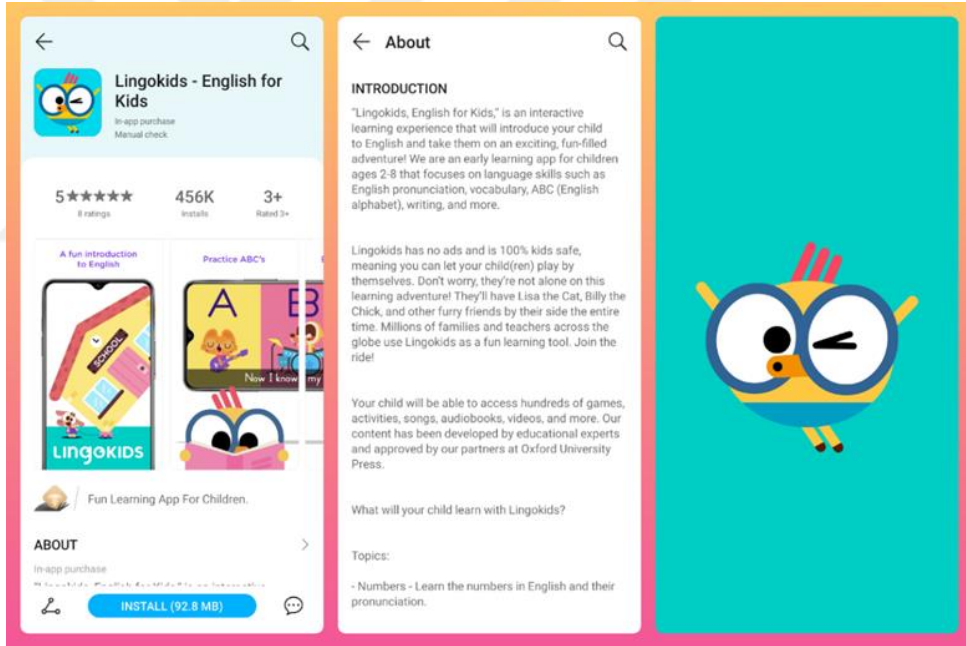 Lingokids - English for
Kids
In-app purchase
Manual check
5★★★★★
8 ratings
456K
Installs
3+
Rated 3+
A fun introduction
to English
SCHOOL
LINGOKIDS
Practice ABC's
A
B
Now I know my
Fun Learning App For Children.
ABOUT
In-app purchase
INSTALL (92.8 MB)
About
INTRODUCTION
"Lingokids, English for Kids," is an interactive
learning experience that will introduce your child
to English and take them on an exciting, fun-filled
adventure! We are an early learning app for children
ages 2-8 that focuses on language skills such as
English pronunciation, vocabulary, ABC (English
alphabet), writing, and more.
Lingokids has no ads and is 100% kids safe,
meaning you can let your child(ren) play by
themselves. Don't worry, they're not alone on this
learning adventure! They'll have Lisa the Cat, Billy the
Chick, and other furry friends by their side the entire
time. Millions of families and teachers across the
globe use Lingokids as a fun learning tool. Join the
ride!
Your child will be able to access hundreds of games,
activities, songs, audiobooks, videos, and more. Our
content has been developed by educational experts
and approved by our partners at Oxford University
Press.
What will your child learn with Lingokids?
Topics:
- Numbers - Learn the numbers in English and their
pronunciation.